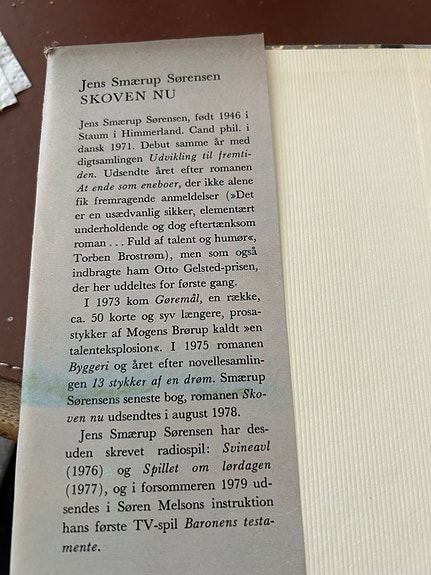 Jens Smærup Sørensen
SKOVEN NU
Jens Smærup Sørensen, født 1946 i
Staum i Himmerland. Cand phil. i
dansk 1971. Debut samme år med
digtsamlingen Udvikling til fremti-
den. Udsendte året efter romanen
At ende som eneboer, der ikke alene
fik fremragende anmeldelser (»Det
er en usædvanlig sikker, elementært
underholdende og dog eftertænksom
roman . . . Fuld af talent og humør«,
Torben Brostrøm), men som også
indbragte ham Otto Gelsted-prisen,
der her uddeltes for første gang.
I 1973 kom Gøremål, en række,
ca. 50 korte og syv længere, prosa-
stykker af Mogens Brørup kaldt »en
talenteksplosion«. I 1975 romanen
Byggeri og året efter novellesamlin-
gen 13 stykker af en drøm. Smærup
Sørensens seneste bog, romanen Sko-
ven nu udsendtes i august 1978.
Jens Smærup Sørensen har des-
uden skrevet radiospil: Svineavl
(1976) og Spillet om lørdagen
(1977), og i forsommeren 1979 ud-
sendes i Søren Melsons instruktion
hans første TV-spil Baronens testa-
mente.